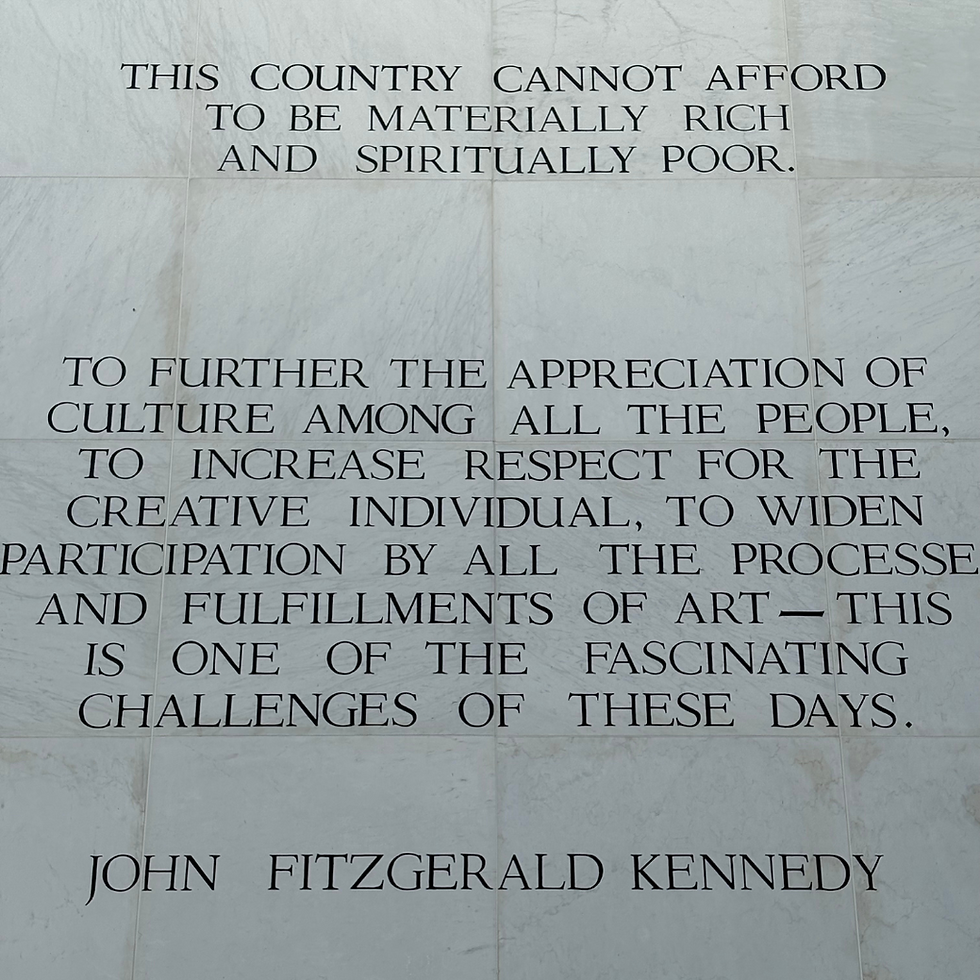 THIS COUNTRY CANNOT AFFORD
TO BE MATERIALLY RICH
AND SPIRITUALLY POOR.
TO FURTHER THE APPRECIATION OF
CULTURE AMONG ALL THE PEOPLE,
TO INCREASE RESPECT FOR THE
CREATIVE INDIVIDUAL, TO WIDEN
PARTICIPATION BY ALL THE PROCESSE
AND FULFILLMENTS OF ART — THIS
IS ONE OF THE FASCINATING
CHALLENGES OF THESE DAYS.
JOHN FITZGERALD KENNEDY